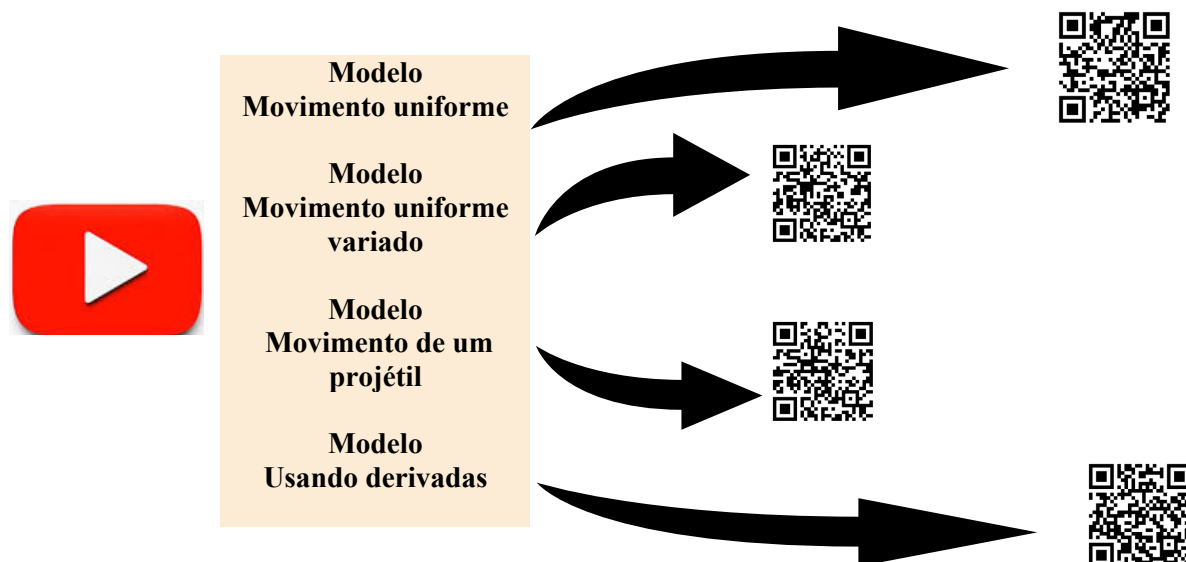 Modelo
Movimento uniforme
Modelo
Movimento uniforme
variado
Modelo
Movimento de um
projétil
Modelo
Usando derivadas